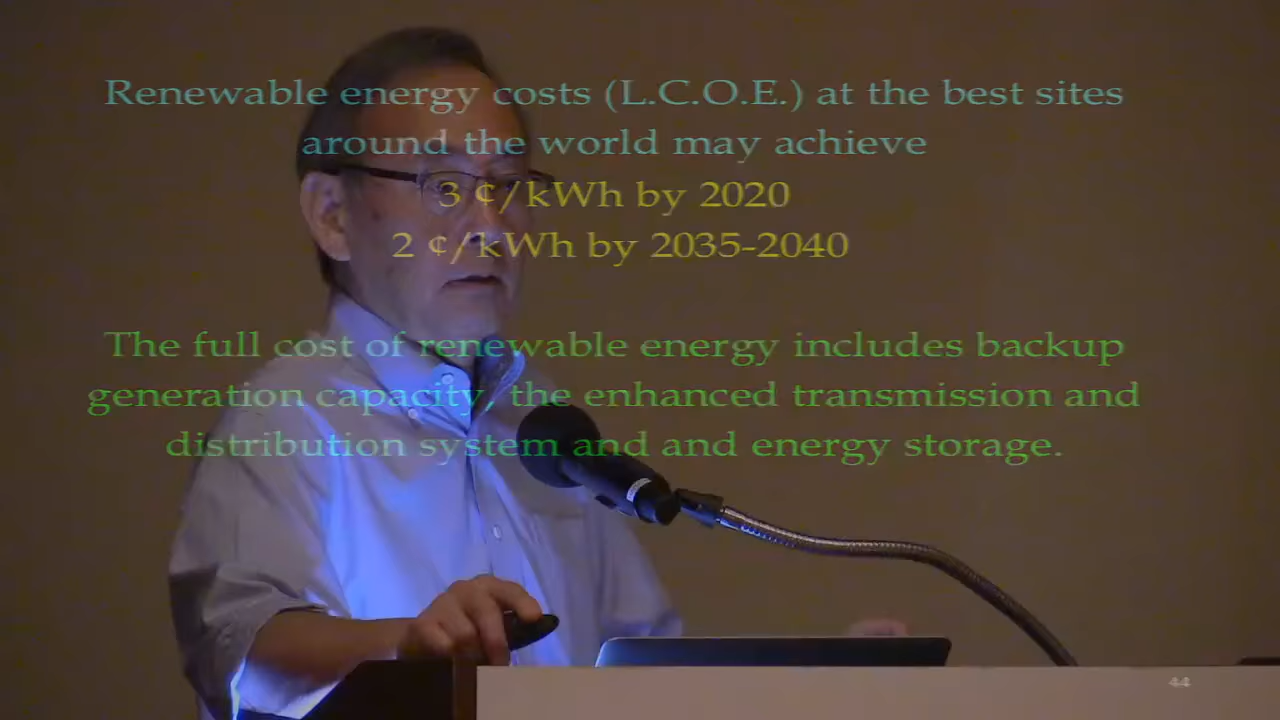 Renewable energy costs (L.C.O.E.) at the best sites
around the world may achieve
3 ¢/kWh by 2020
2 ¢/kWh by 2035-2040
The full cost of renewable energy includes backup
generation capacity, the enhanced transmission and
distribution system and and energy storage.
44